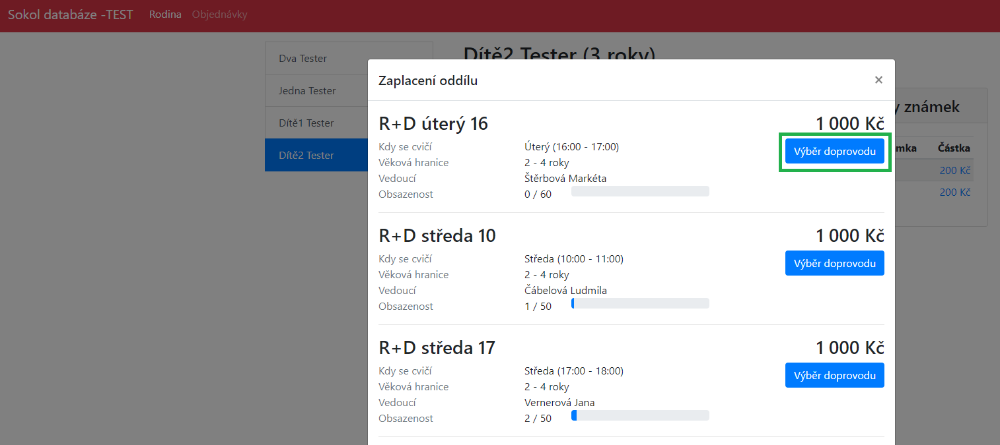 Sokol databáze -TEST Rodina Objednávky
Dva Tester
Jedna Tester
Dítě1 Tester
Dítě2 Tester
Dítě2 Tester (3 roky)
Zaplacení oddílu ×
R+D úterý 16 1 000 Kč
Kdy se cvičí Úterý (16:00 - 17:00) Výběr doprovodu
Věková hranice 2 - 4 roky
Vedoucí Štěrbová Markéta
Obsazenost 0 / 60
R+D středa 10 1 000 Kč
Kdy se cvičí Středa (10:00 - 11:00) Výběr doprovodu
Věková hranice 2 - 4 roky
Vedoucí Čábelová Ludmila
Obsazenost 1 / 50
R+D středa 17 1 000 Kč
Kdy se cvičí Středa (17:00 - 18:00) Výběr doprovodu
Věková hranice 2 - 4 roky
Vedoucí Vernerová Jana
Obsazenost 2 / 50
známek
Částka
200 Kč
200 Kč